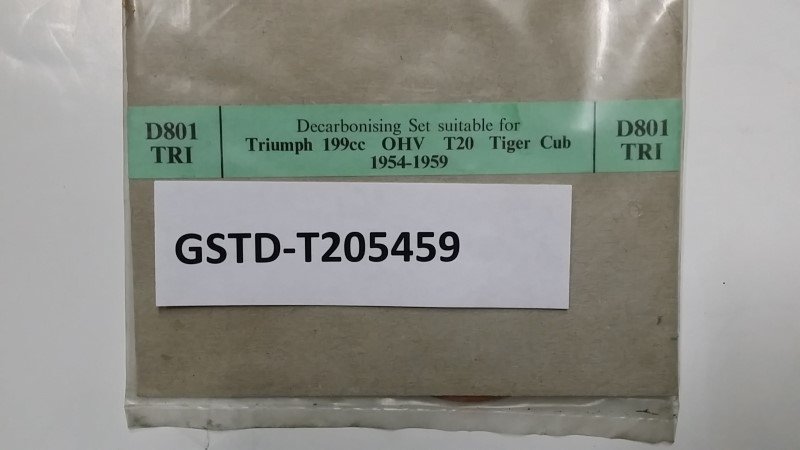 D801
TRI
Decarbonising Set suitable for
Triumph 199cc OHV T20 Tiger Cub
1954-1959
D801
TRI
GSTD-T205459